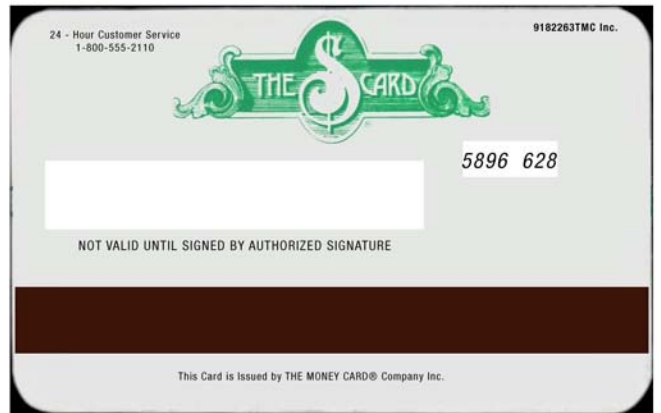 24 - Hour Customer Service
1-800-555-2110
9182263TMC Inc.
THE $ CARD
5896 628
NOT VALID UNTIL SIGNED BY AUTHORIZED SIGNATURE
This Card is Issued by THE MONEY CARD® Company Inc.